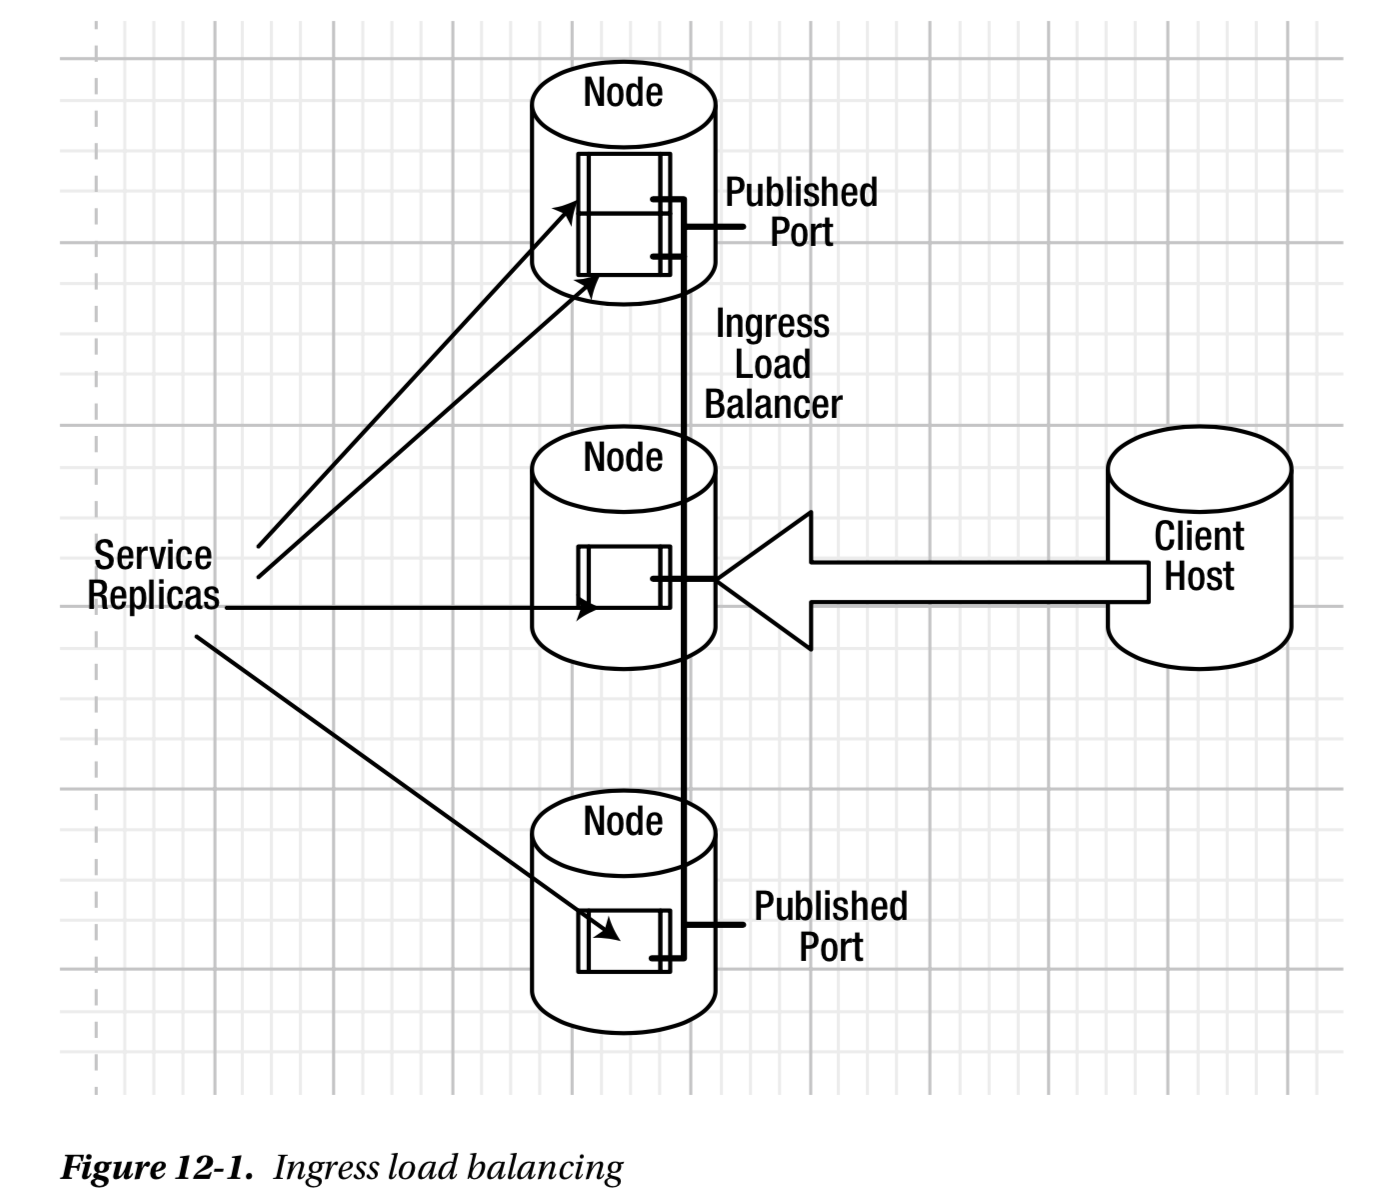 Node
Published
Port
Ingress
Load
Balancer
Node
Client
Host
Service
Replicas
Node
Published
Port
Figure 12-1. Ingress load balancing